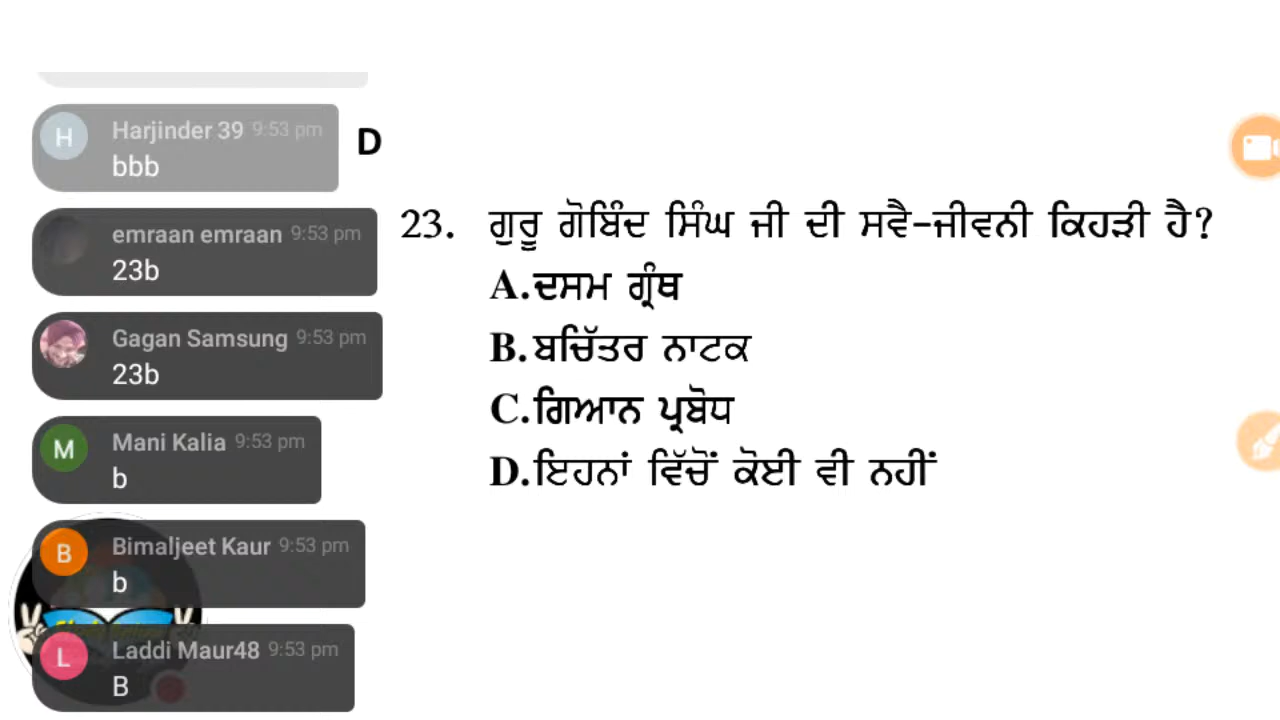 Harjinder 39 9:53 pm
bbb
D
emraan emraan 9:53 pm
23b
Gagan Samsung 9:53 pm
23b
Mani Kalia 9:53 pm
b
Bimaljeet Kaur 9:53 pm
b
Laddi Maur48 9:53 pm
B
H
M
B
L
23. ਗੁਰੂ ਗੋਬਿੰਦ ਸਿੰਘ ਜੀ ਦੀ ਸਵੈ-ਜੀਵਨੀ ਕਿਹੜੀ ਹੈ?
A.ਦਸਮ ਗ੍ਰੰਥ
B.ਬਚਿੱਤਰ ਨਾਟਕ
C.ਗਿਆਨ ਪ੍ਰਬੋਧ
D.ਇਹਨਾਂ ਵਿੱਚੋਂ ਕੋਈ ਵੀ ਨਹੀਂ